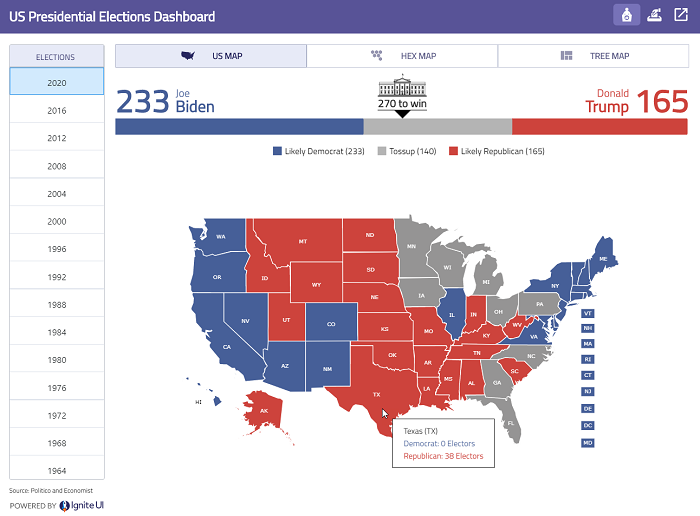 US Presidential Elections Dashboard
ELECTIONS
2020
2016
2012
2008
2004
2000
1996
1992
1988
1984
1980
1976
1972
1968
1964
Source: Politico and Economist
POWERED BY Ignite UI
US MAP
HEX MAP
TREE MAP
233 Joe Biden
270 to win
Donald Trump 165
Likely Democrat (233)
Tossup (140)
Likely Republican (165)
WA
MT
ND
MN
ME
OR
ID
SD
WI
MI
NY
WY
IA
PA
NV
UT
NE
IL
IN
OH
CA
CO
KS
MO
KY
WV
VA
AZ
NM
OK
AR
TN
NC
TX
LA
MS
AL
GA
SC
FL
HI
AK
VT
NH
MA
RI
CT
NJ
DE
DC
MD
Texas (TX)
Democrat: 0 Electors
Republican: 38 Electors